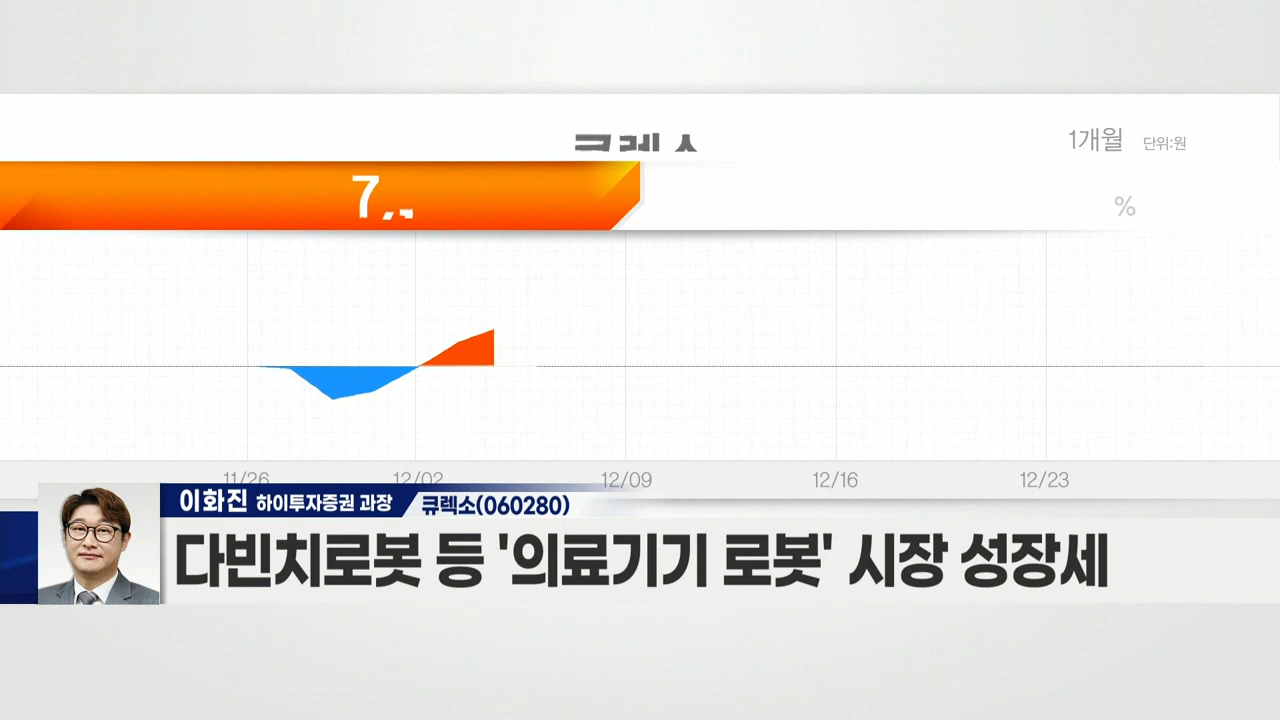 1개월 단위:원
%
11/26 12/02 12/09 12/16 12/23
이화진 하이투자증권 과장 큐렉소(060280)
다빈치로봇 등 '의료기기 로봇' 시장 성장세